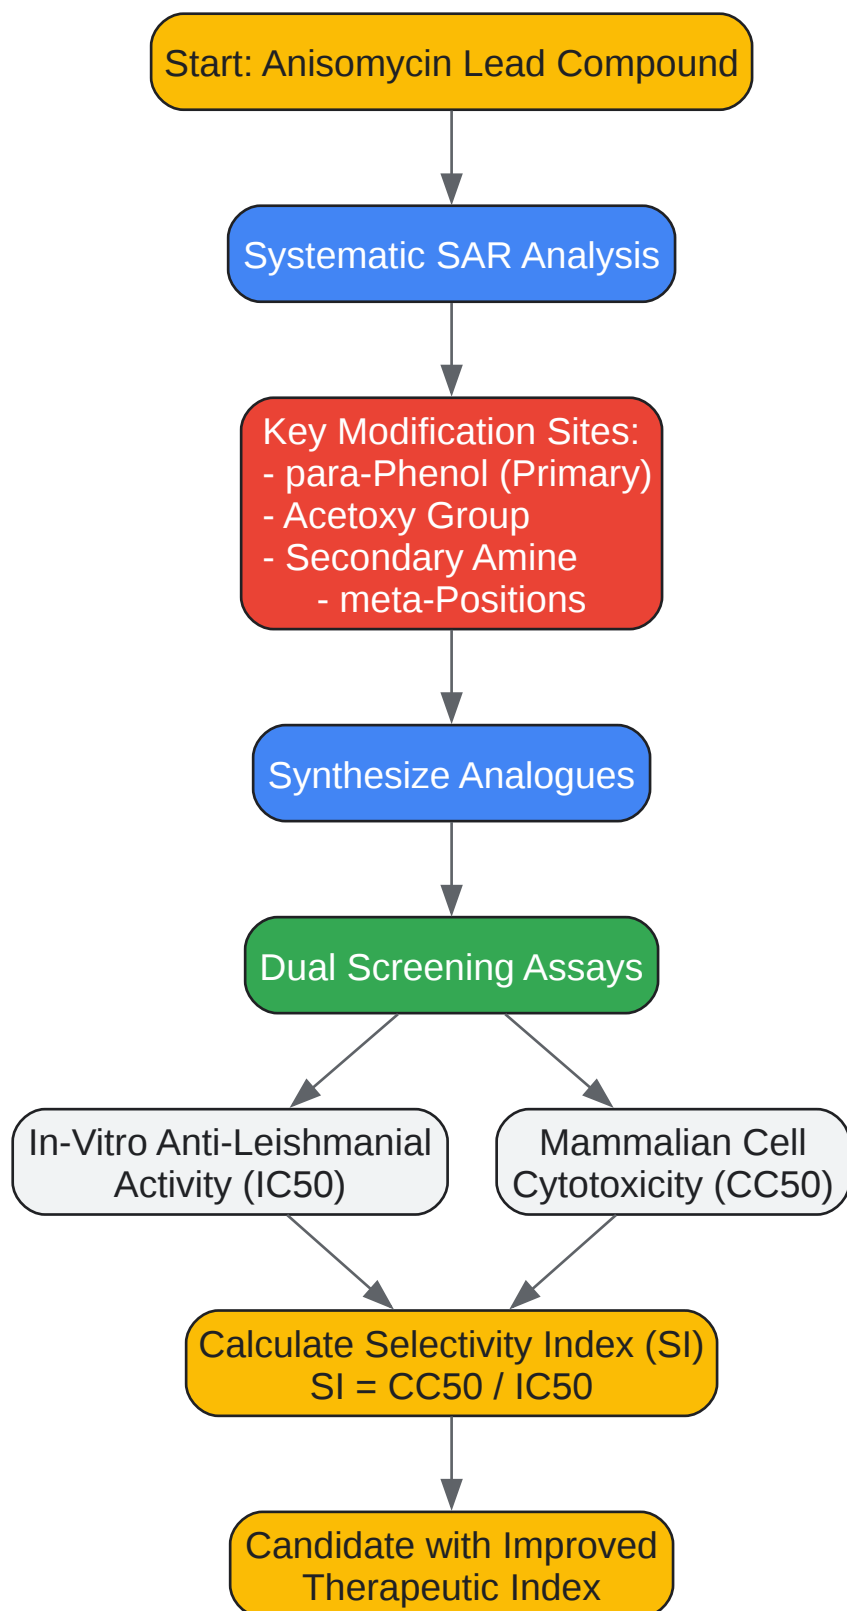 Start: Anisomycin Lead Compound
Systematic SAR Analysis
Key Modification Sites:
- para-Phenol (Primary)
- Acetoxy Group
- Secondary Amine
- meta-Positions
Synthesize Analogues
Dual Screening Assays
In-Vitro Anti-Leishmanial
Activity (IC50)
Mammalian Cell
Cytotoxicity (CC50)
Calculate Selectivity Index (SI)
SI = CC50 / IC50
Candidate with Improved
Therapeutic Index